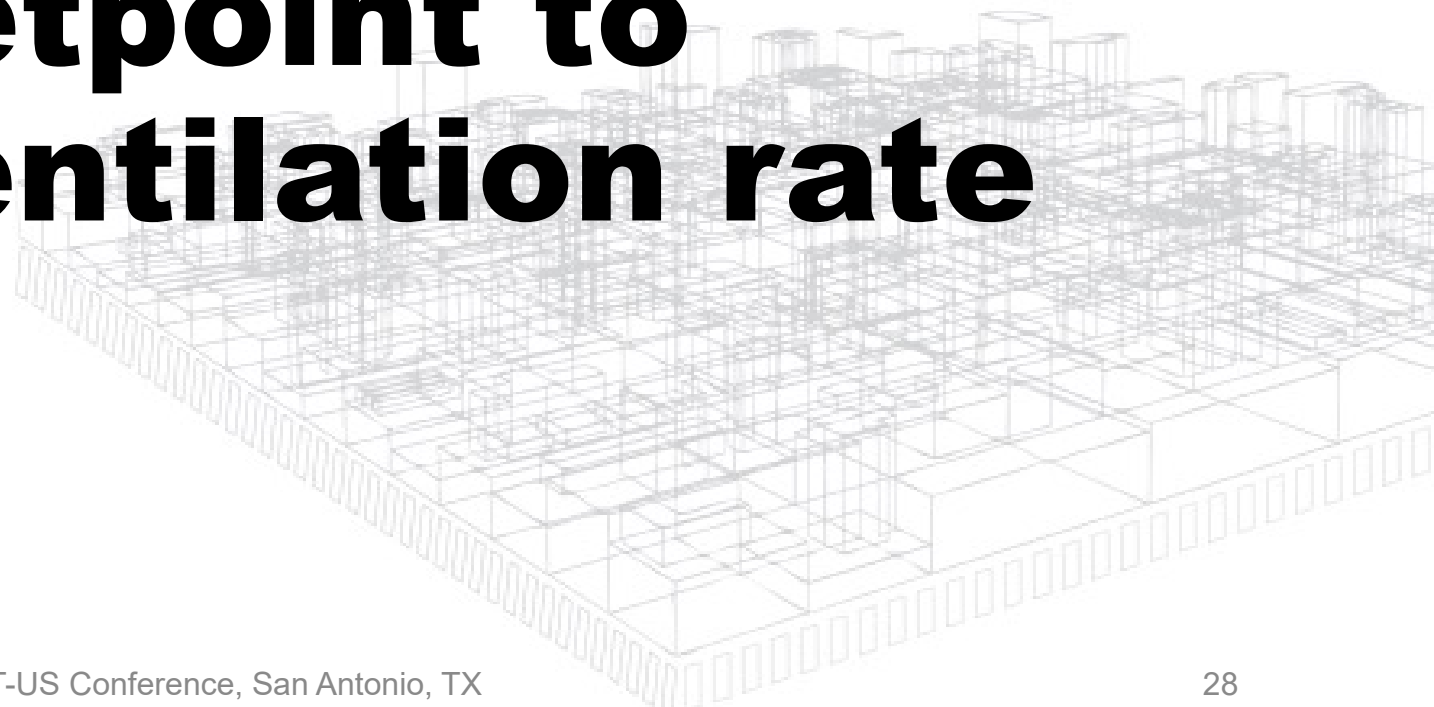 etpoint to
entilation rate
T-US Conference, San Antonio, TX
28